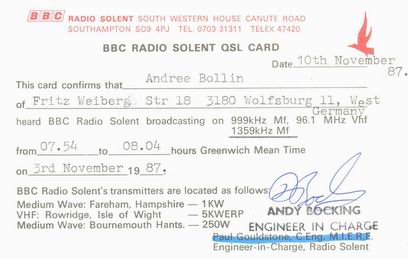 BBC RADIO SOLENT SOUTH WESTERN HOUSE CANUTE ROAD
SOUTHAMPTON SO9 4PJ TEL. 0703 31311 TELEX 47420
BBC RADIO SOLENT QSL CARD
Date 10th November 87.
This card confirms that Andree Bollin
of Fritz Weiberg. Str 18 3180 Wolfsburg 11, West Germany
heard BBC Radio Solent broadcasting on 999kHz Mf, 96.1 MHz Vhf
1359kHz Mf
from 07.54 to 08.04 hours Greenwich Mean Time
on 3rd November 1987.
BBC Radio Solent's transmitters are located as follows:
Medium Wave: Fareham, Hampshire — 1KW
VHF: Rowridge, Isle of Wight — 5KWERP
Medium Wave: Bournemouth Hants. — 250W
ANDY BOCKING
ENGINEER IN CHARGE
Paul Gouldstone, C.Eng. M.I.E.R.E.
Engineer-in-Charge, Radio Solent